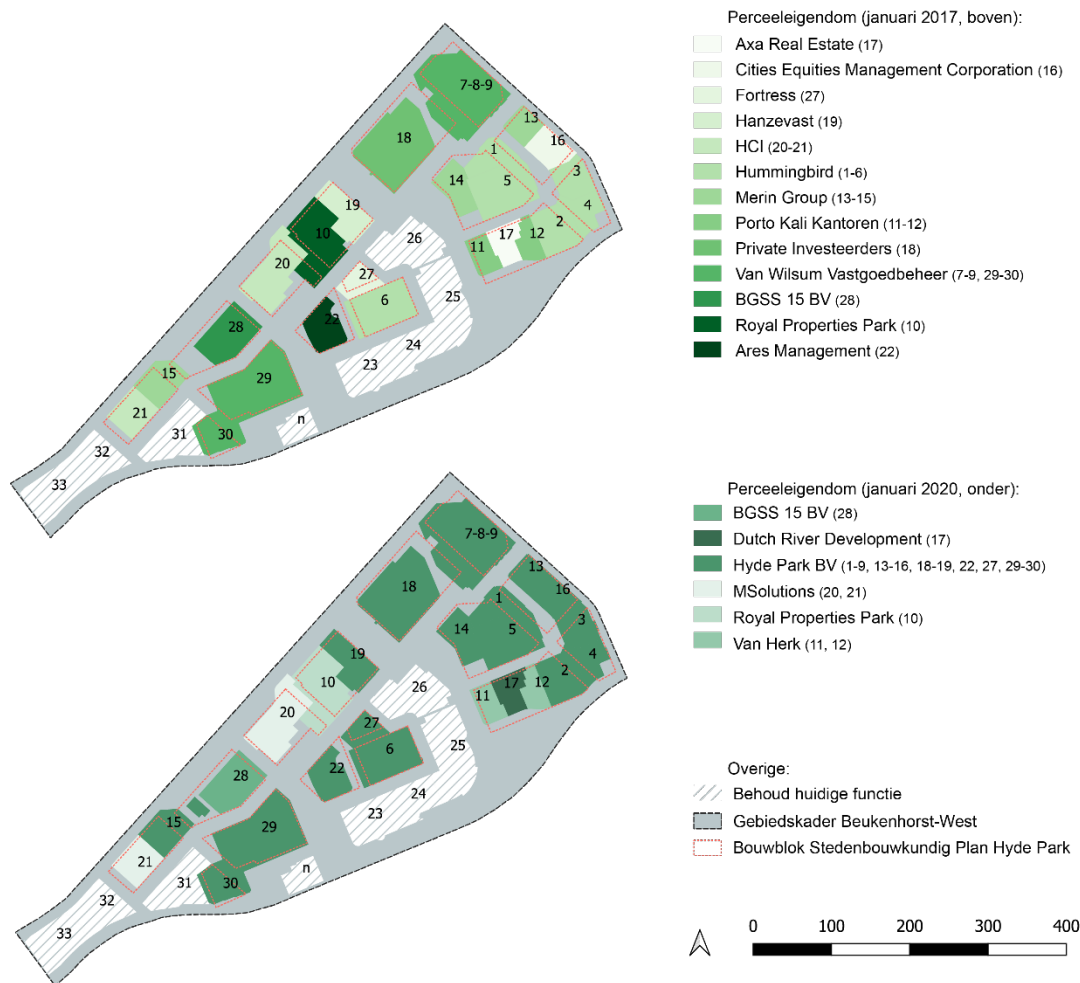 Perceeleigendom (januari 2017, boven):
Axa Real Estate (17)
Cities Equities Management Corporation (16)
Fortress (27)
Hanzevast (19)
HCI (20-21)
Hummingbird (1-6)
Merin Group (13-15)
Porto Kali Kantoren (11-12)
Private Investeerders (18)
Van Wilsum Vastgoedbeheer (7-9, 29-30)
BGSS 15 BV (28)
Royal Properties Park (10)
Ares Management (22)
7-8-9
18
13
16
1
3
14
5
4
2
19
10
17
12
11
26
20
27
25
6
22
28
24
23
29
15
21
n
31
30
32
33
Perceeleigendom (januari 2020, onder):
BGSS 15 BV (28)
Dutch River Development (17)
Hyde Park BV (1-9, 13-16, 18-19, 22, 27, 29-30)
MSolutions (20, 21)
Royal Properties Park (10)
Van Herk (11, 12)
7-8-9
18
13
16
1
3
14
5
4
19
2
10
17
12
26
11
20
27
25
6
22
28
24
23
15
29
21
n
31
30
32
33
Overige:
Behoud huidige functie
Gebiedskader Beukenhorst-West
Bouwblok Stedenbouwkundig Plan Hyde Park
0 100 200 300 400